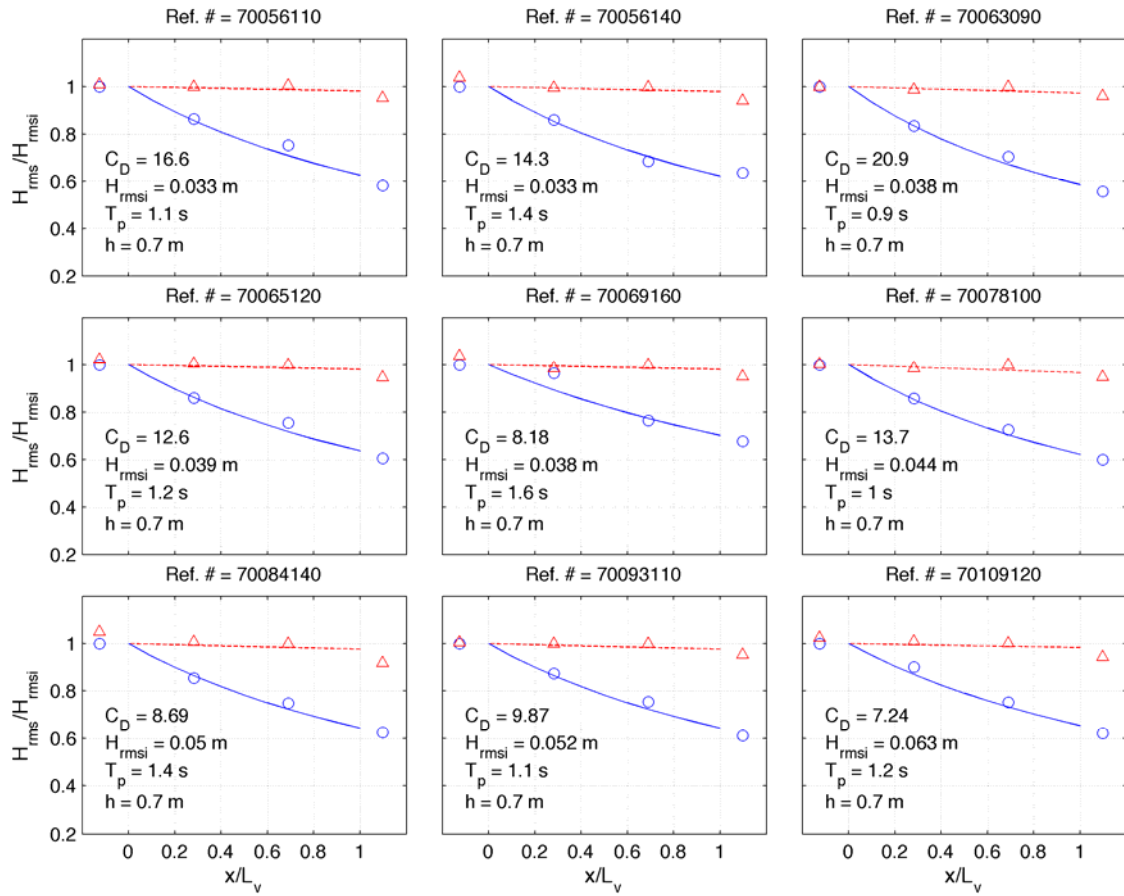 Ref. # = 70056110
Ref. # = 70056140
Ref. # = 70063090
H_rms/H_rmsi
1
0.8
0.6
0.4
0.2
C_D = 16.6
H_rmsi = 0.033 m
T_p = 1.1 s
h = 0.7 m
C_D = 14.3
H_rmsi = 0.033 m
T_p = 1.4 s
h = 0.7 m
C_D = 20.9
H_rmsi = 0.038 m
T_p = 0.9 s
h = 0.7 m
Ref. # = 70065120
Ref. # = 70069160
Ref. # = 70078100
H_rms/H_rmsi
1
0.8
0.6
0.4
0.2
C_D = 12.6
H_rmsi = 0.039 m
T_p = 1.2 s
h = 0.7 m
C_D = 8.18
H_rmsi = 0.038 m
T_p = 1.6 s
h = 0.7 m
C_D = 13.7
H_rmsi = 0.044 m
T_p = 1 s
h = 0.7 m
Ref. # = 70084140
Ref. # = 70093110
Ref. # = 70109120
H_rms/H_rmsi
1
0.8
0.6
0.4
0.2
C_D = 8.69
H_rmsi = 0.05 m
T_p = 1.4 s
h = 0.7 m
C_D = 9.87
H_rmsi = 0.052 m
T_p = 1.1 s
h = 0.7 m
C_D = 7.24
H_rmsi = 0.063 m
T_p = 1.2 s
h = 0.7 m
0 0.2 0.4 0.6 0.8 1
0 0.2 0.4 0.6 0.8 1
0 0.2 0.4 0.6 0.8 1
x/L_v
x/L_v
x/L_v